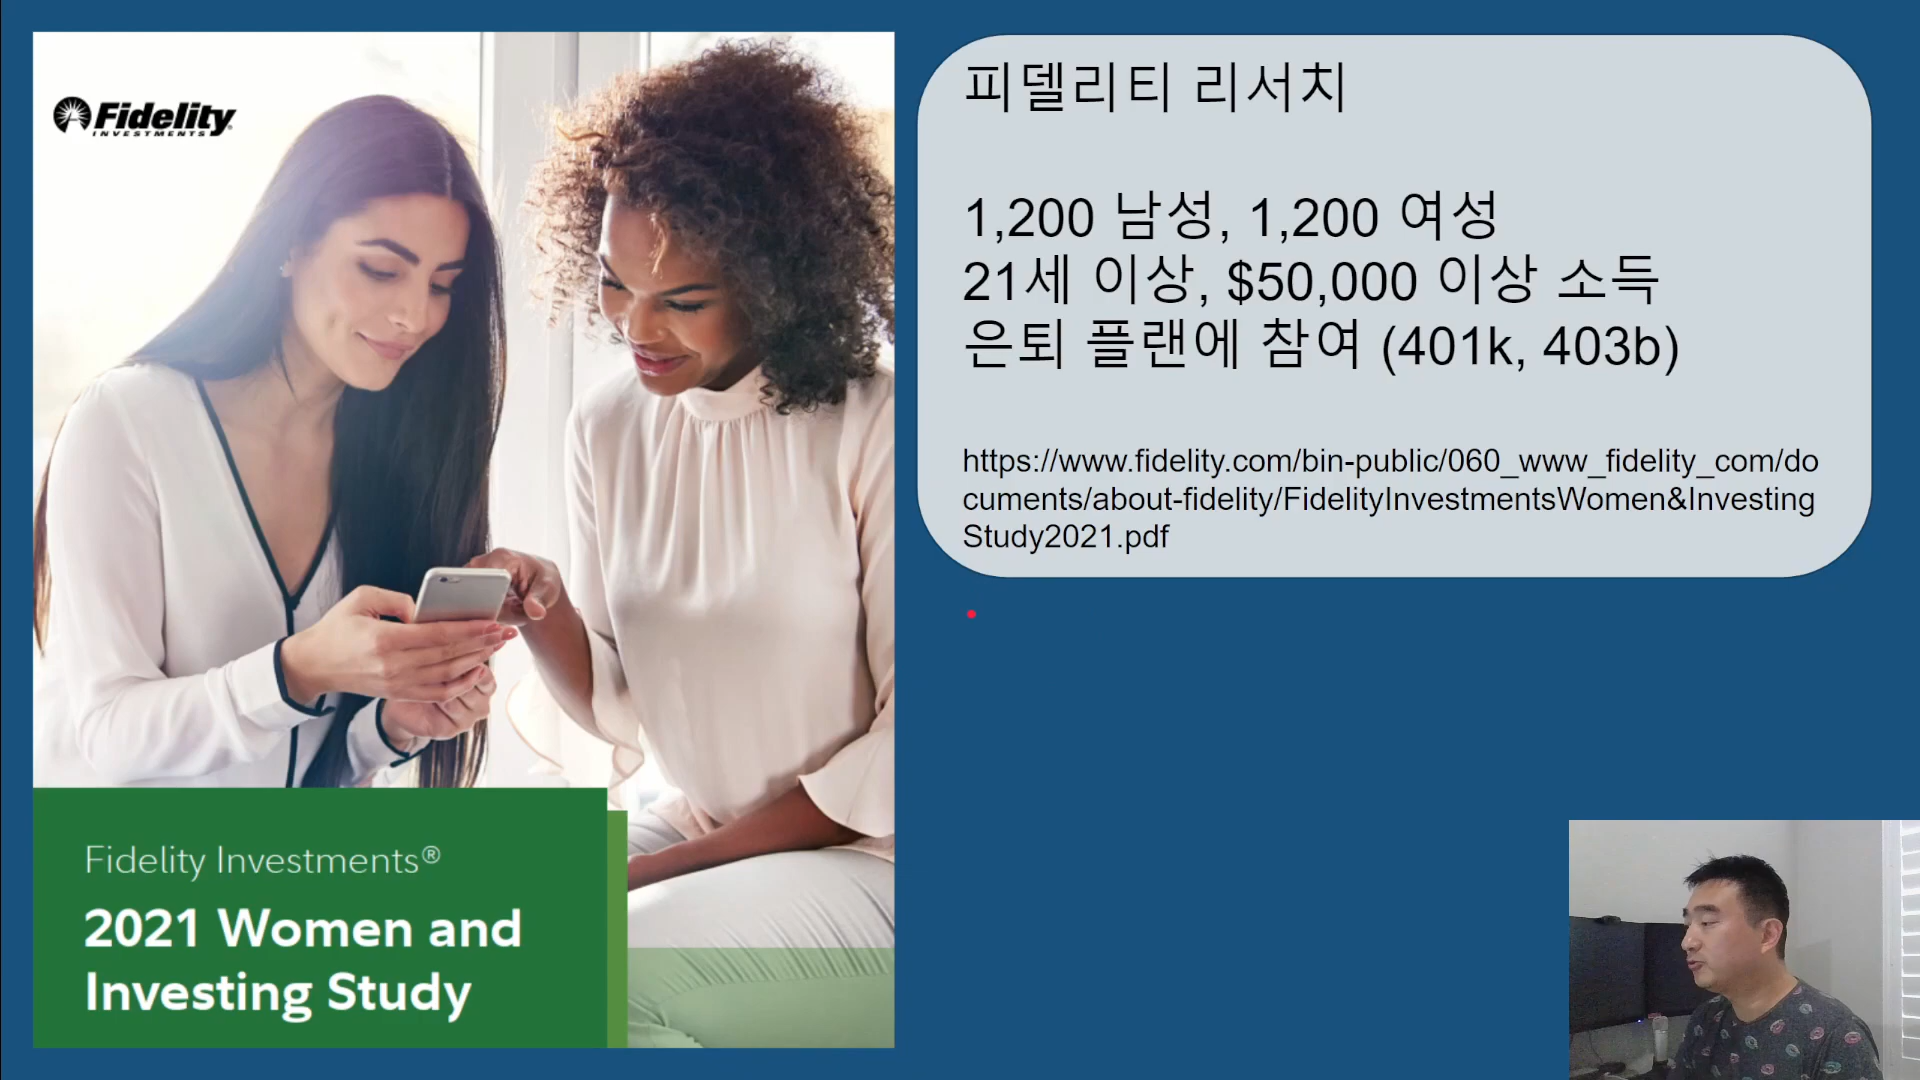 Fidelity
INVESTMENTS
Fidelity Investments®
2021 Women and
Investing Study
피델리티 리서치
1,200 남성, 1,200 여성
21세 이상, $50,000 이상 소득
은퇴 플랜에 참여 (401k, 403b)
https://www.fidelity.com/bin-public/060_www_fidelity_com/do
cuments/about-fidelity/FidelityInvestmentsWomen&Investing
Study2021.pdf